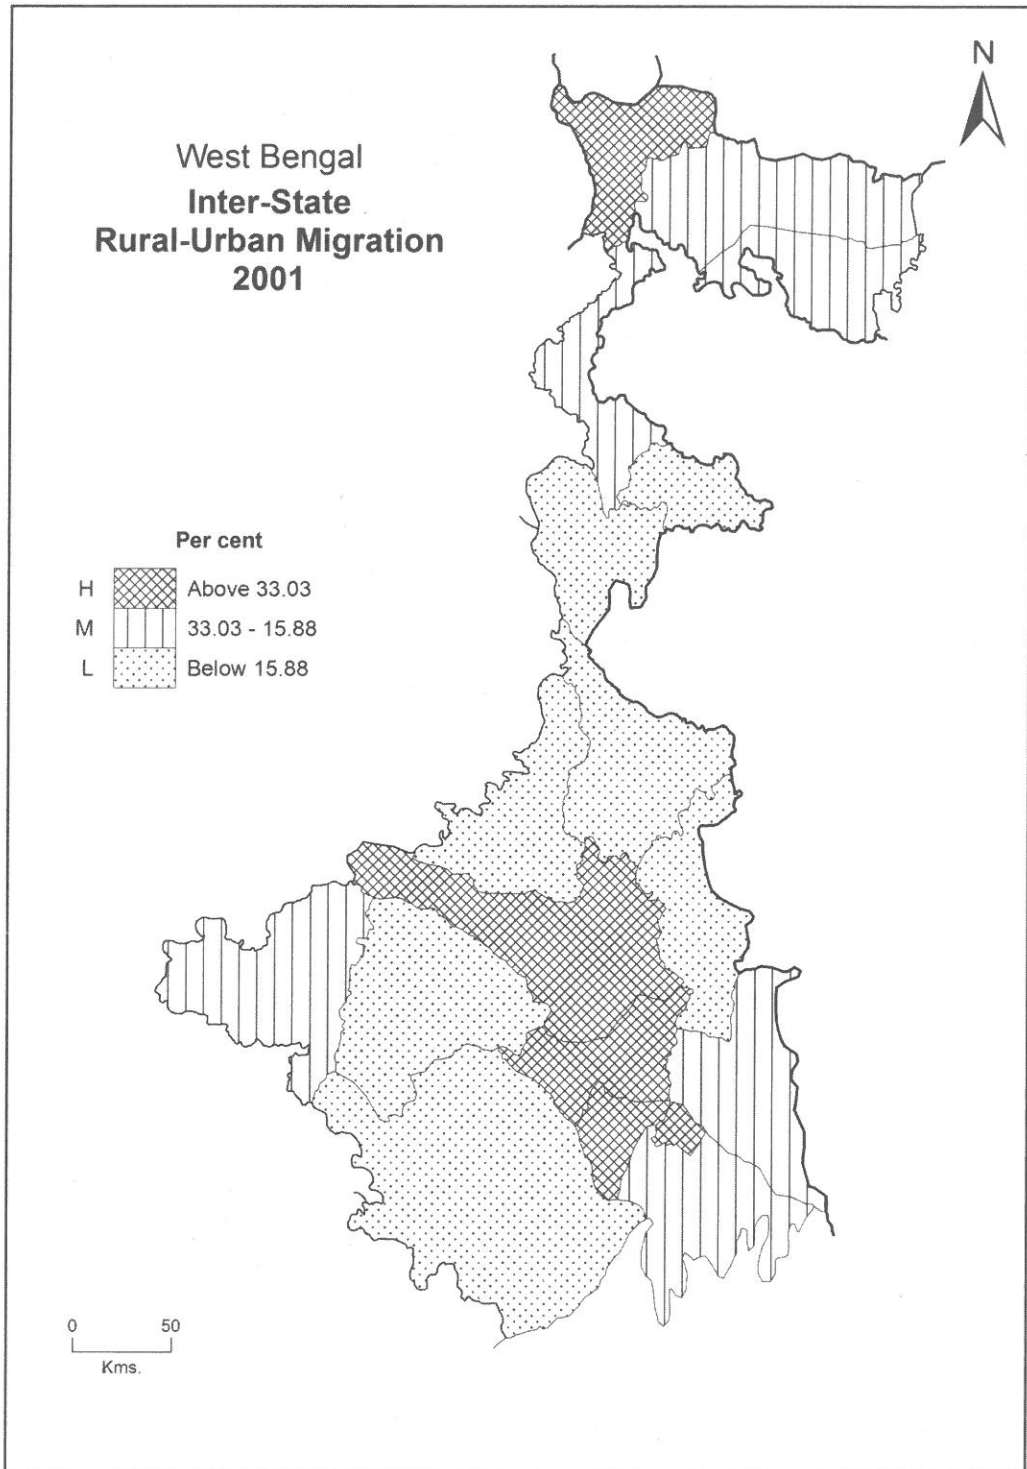 N
West Bengal
Inter-State
Rural-Urban Migration
2001
Per cent
H Above 33.03
M 33.03 - 15.88
L Below 15.88
0 50
Kms.